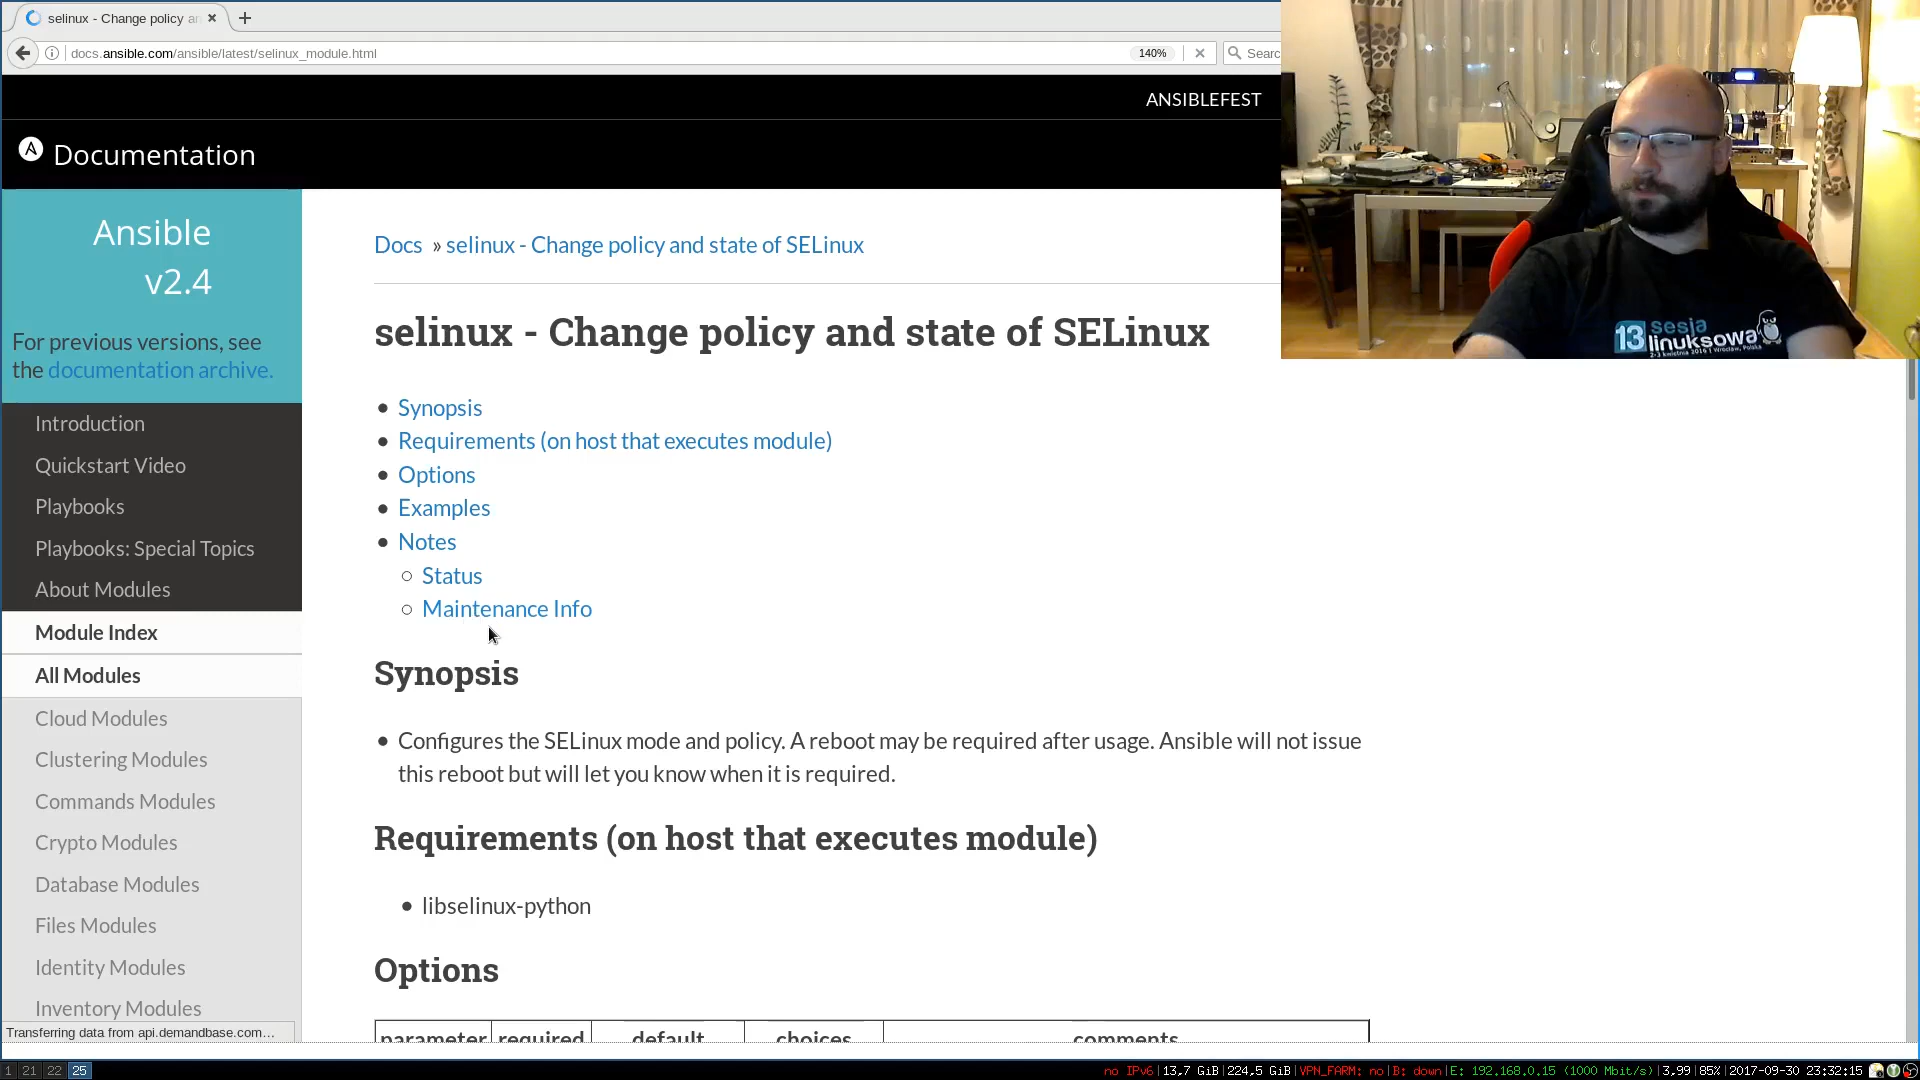 selinux - Change policy an
docs.ansible.com/ansible/latest/selinux_module.html
140%
Searc
ANSIBLEFEST
Documentation
Ansible
v2.4
For previous versions, see
the documentation archive.
Introduction
Quickstart Video
Playbooks
Playbooks: Special Topics
About Modules
Module Index
All Modules
Cloud Modules
Clustering Modules
Commands Modules
Crypto Modules
Database Modules
Files Modules
Identity Modules
Inventory Modules
Transferring data from api.demandbase.com...
Docs » selinux - Change policy and state of SELinux
selinux - Change policy and state of SELinux
Synopsis
Requirements (on host that executes module)
Options
Examples
Notes
Status
Maintenance Info
Synopsis
Configures the SELinux mode and policy. A reboot may be required after usage. Ansible will not issue
this reboot but will let you know when it is required.
Requirements (on host that executes module)
libselinux-python
Options
parameter required default choices comments
13 sesja
linuksowa
2-3 kwietnia 2016 | Wrocław, Polska
1 21 22 25
no IPv6|13,7 GiB|224,5 GiB|VPN_FARM: no|B: down|E: 192.168.0.15 (1000 Mbit/s)|3,99|85%|2017-09-30 23:32:15